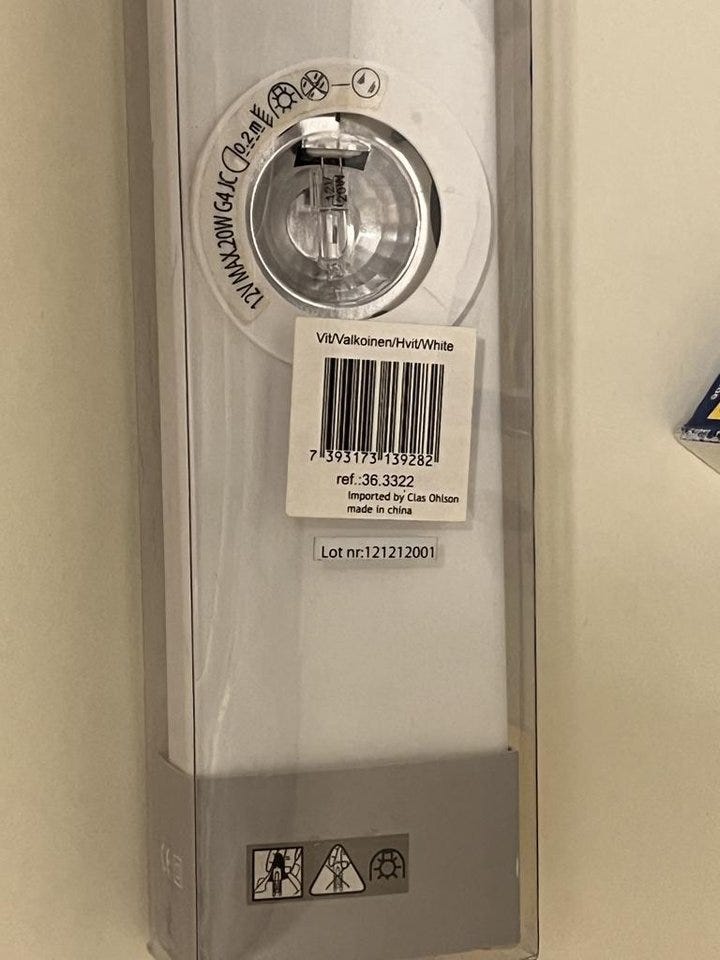 12V MAX.20W G4 JC 0.2m
12V
20W
Vit/Valkoinen/Hvit/White
7 393173 139282
ref.:36.3322
Imported by Clas Ohlson
made in china
Lot nr:121212001